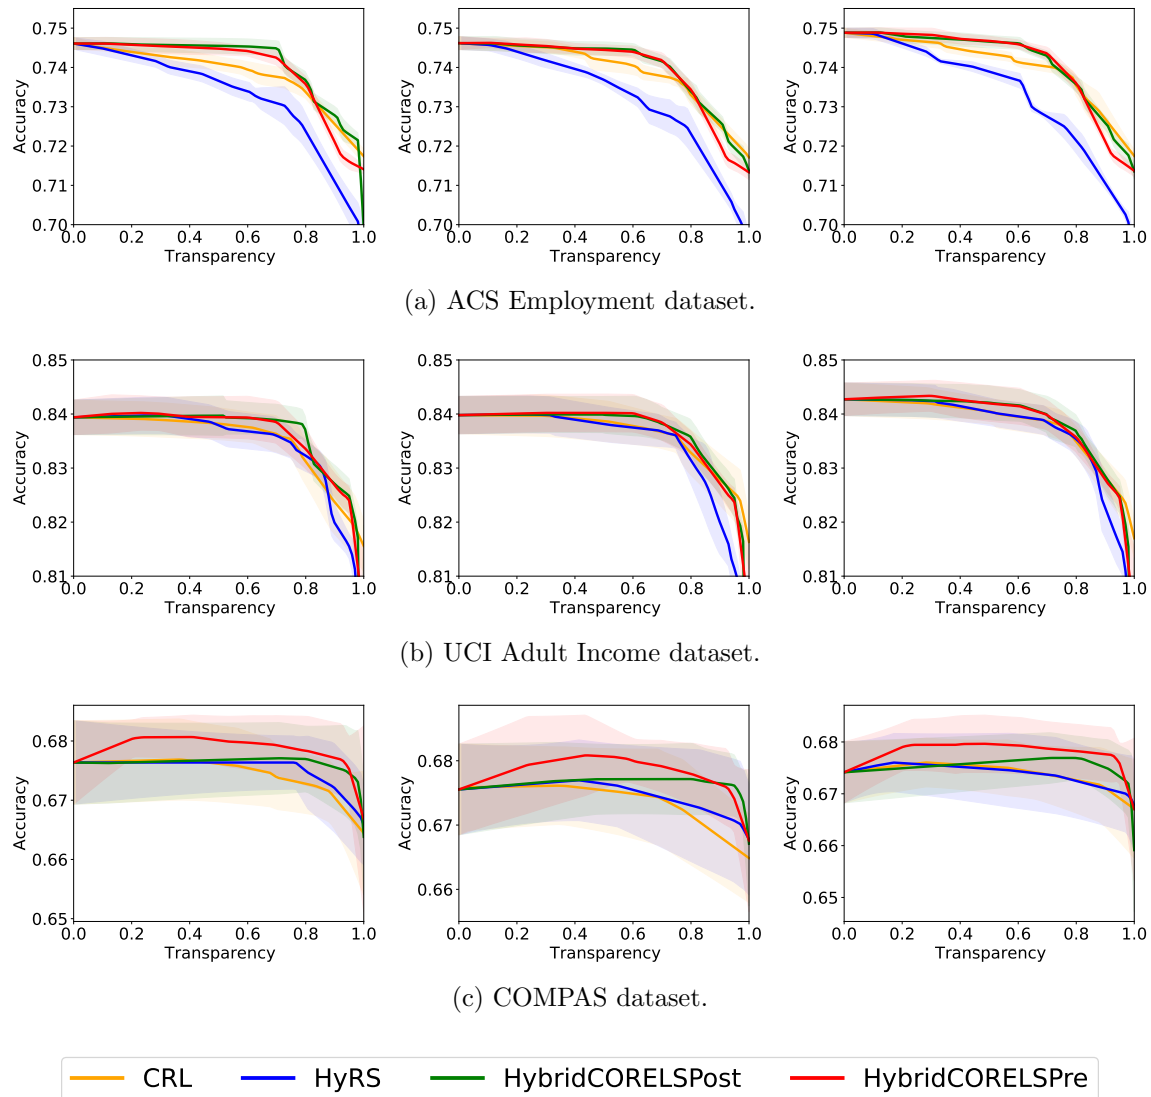 0.75
0.74
0.73
0.72
0.71
0.70
Accuracy
0.0 0.2 0.4 0.6 0.8 1.0
Transparency
0.75
0.74
0.73
0.72
0.71
0.70
Accuracy
0.0 0.2 0.4 0.6 0.8 1.0
Transparency
0.75
0.74
0.73
0.72
0.71
0.70
Accuracy
0.0 0.2 0.4 0.6 0.8 1.0
Transparency
(a) ACS Employment dataset.
0.85
0.84
0.83
0.82
0.81
Accuracy
0.0 0.2 0.4 0.6 0.8 1.0
Transparency
0.85
0.84
0.83
0.82
0.81
Accuracy
0.0 0.2 0.4 0.6 0.8 1.0
Transparency
0.85
0.84
0.83
0.82
0.81
Accuracy
0.0 0.2 0.4 0.6 0.8 1.0
Transparency
(b) UCI Adult Income dataset.
0.68
0.67
0.66
0.65
Accuracy
0.0 0.2 0.4 0.6 0.8 1.0
Transparency
0.68
0.67
0.66
Accuracy
0.0 0.2 0.4 0.6 0.8 1.0
Transparency
0.68
0.67
0.66
0.65
Accuracy
0.0 0.2 0.4 0.6 0.8 1.0
Transparency
(c) COMPAS dataset.
CRL HyRS HybridCORELSPost HybridCORELSPre